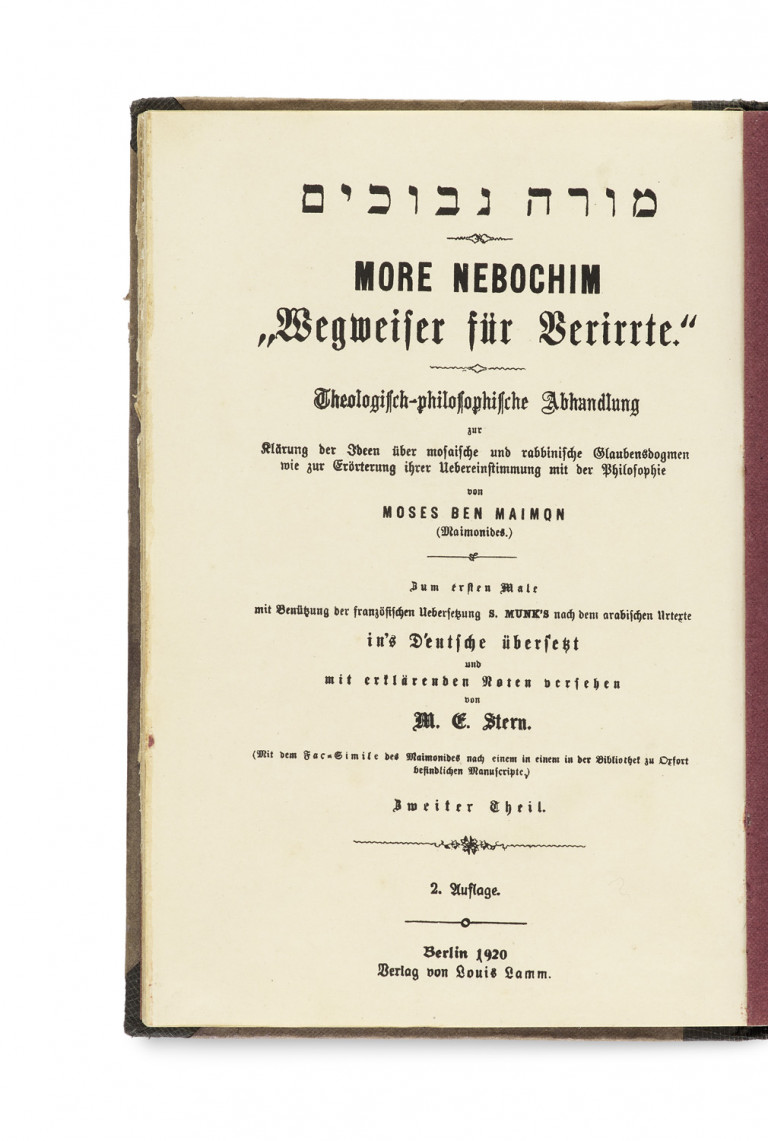 מורה נבוכים
MORE NEBOCHIM
„Wegweiser für Verirrte.“
Theologisch-philosophische Abhandlung
zur
Klärung der Ideen über mosaische und rabbinische Glaubensdogmen
wie zur Erörterung ihrer Uebereinstimmung mit der Philosophie
von
MOSES BEN MAIMON
(Maimonides.)
Zum ersten Male
mit Benützung der französischen Uebersetzung S. MUNK'S nach dem arabischen Urtexte
in's Deutsche übersetzt
und
mit erklärenden Noten versehen
von
M. E. Stern.
(Mit dem Fac=Simile des Maimonides nach einem in einem in der Bibliothek zu Oxfort
befindlichen Manuscripte.)
Zweiter Theil.
2. Auflage.
Berlin 1920
Verlag von Louis Lamm.